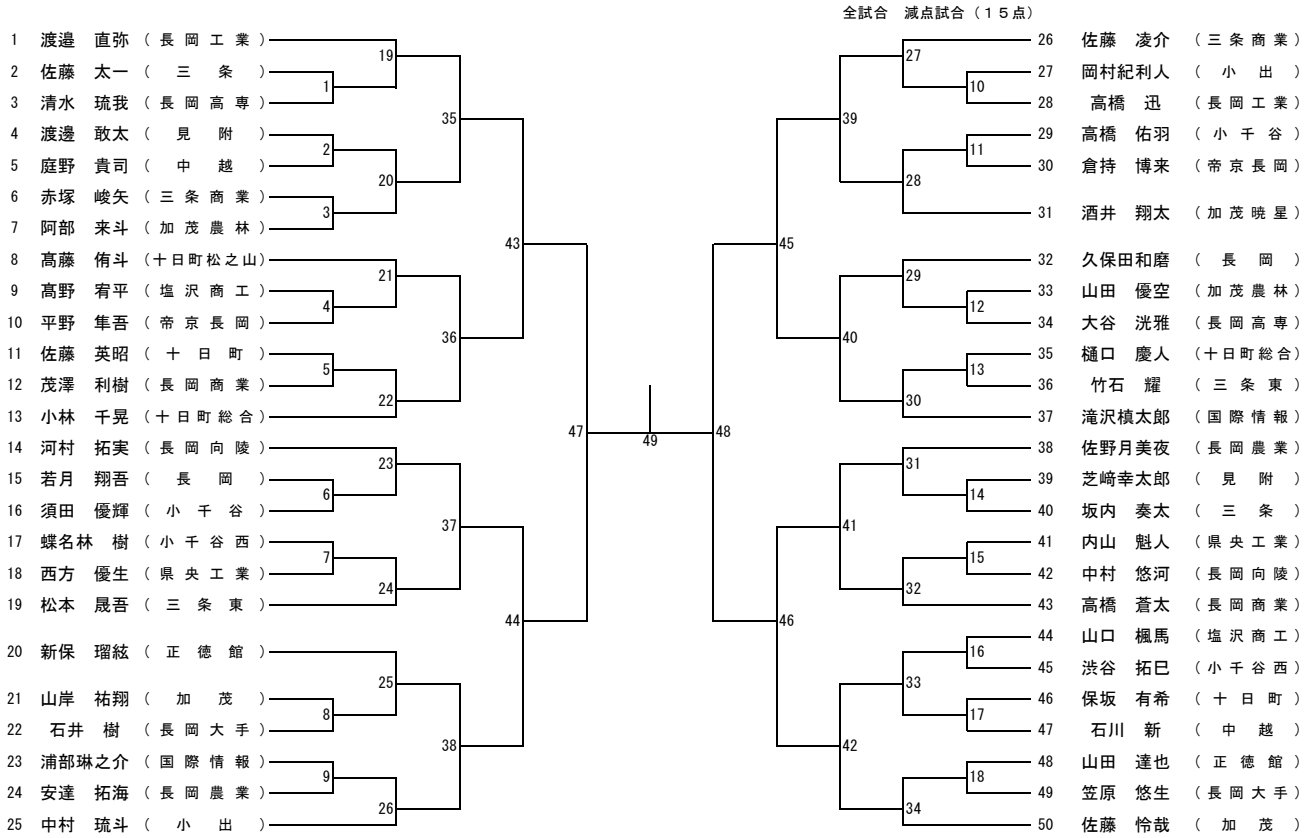 全試合　減点試合（１５点）
1 渡邉　直弥 （長岡工業）
2 佐藤　太一 （三条）
3 清水　琉我 （長岡高専）
4 渡邊　敢太 （見附）
5 庭野　貴司 （中越）
6 赤塚　峻矢 （三条商業）
7 阿部　来斗 （加茂農林）
8 髙藤　侑斗 （十日町松之山）
9 髙野　宥平 （塩沢商工）
10 平野　隼吾 （帝京長岡）
11 佐藤　英昭 （十日町）
12 茂澤　利樹 （長岡商業）
13 小林　千晃 （十日町総合）
14 河村　拓実 （長岡向陵）
15 若月　翔吾 （長岡）
16 須田　優輝 （小千谷）
17 蝶名林　樹 （小千谷西）
18 西方　優生 （県央工業）
19 松本　晟吾 （三条東）
20 新保　瑠絃 （正徳館）
21 山岸　祐翔 （加茂）
22 石井　樹 （長岡大手）
23 浦部琳之介 （国際情報）
24 安達　拓海 （長岡農業）
25 中村　琉斗 （小出）
19
1
2
20
3
35
21
4
5
22
36
43
23
6
7
24
37
25
8
9
26
38
44
47
49
48
45
39
27
10
11
28
40
29
12
13
30
46
41
31
14
15
32
42
33
16
17
18
34
26 佐藤　凌介 （三条商業）
27 岡村紀利人 （小出）
28 高橋　迅 （長岡工業）
29 高橋　佑羽 （小千谷）
30 倉持　博来 （帝京長岡）
31 酒井　翔太 （加茂暁星）
32 久保田和磨 （長岡）
33 山田　優空 （加茂農林）
34 大谷　洸雅 （長岡高専）
35 樋口　慶人 （十日町総合）
36 竹石　耀 （三条東）
37 滝沢槙太郎 （国際情報）
38 佐野月美夜 （長岡農業）
39 芝﨑幸太郎 （見附）
40 坂内　奏太 （三条）
41 内山　魁人 （県央工業）
42 中村　悠河 （長岡向陵）
43 高橋　蒼太 （長岡商業）
44 山口　楓馬 （塩沢商工）
45 渋谷　拓巳 （小千谷西）
46 保坂　有希 （十日町）
47 石川　新 （中越）
48 山田　達也 （正徳館）
49 笠原　悠生 （長岡大手）
50 佐藤　怜哉 （加茂）